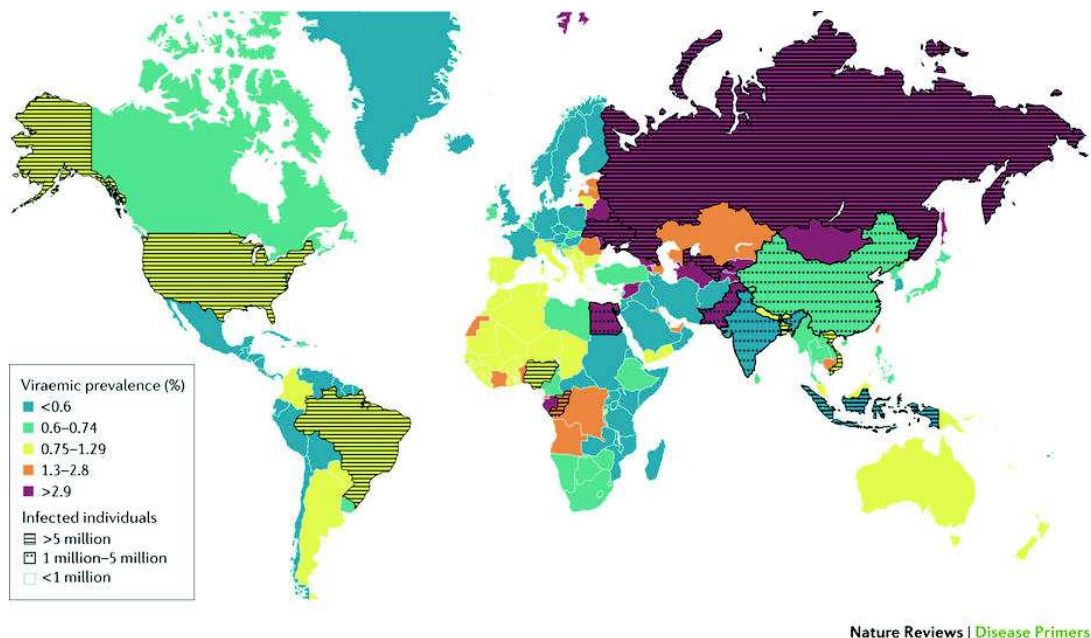 Viraemic prevalence (%)
<0.6
0.6–0.74
0.75–1.29
1.3–2.8
>2.9
Infected individuals
>5 million
1 million–5 million
<1 million
Nature Reviews | Disease Primers